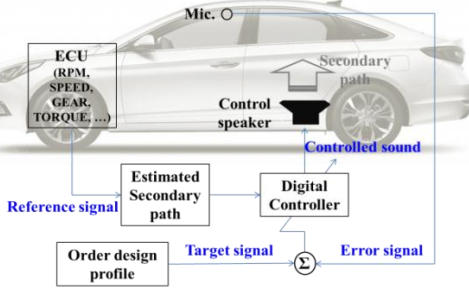 Mic.
ECU
(RPM,
SPEED,
GEAR,
TORQUE, ...)
Secondary
path
Control
speaker
Controlled sound
Estimated
Secondary
path
Digital
Controller
Reference signal
Order design
profile
Target signal
Σ
Error signal